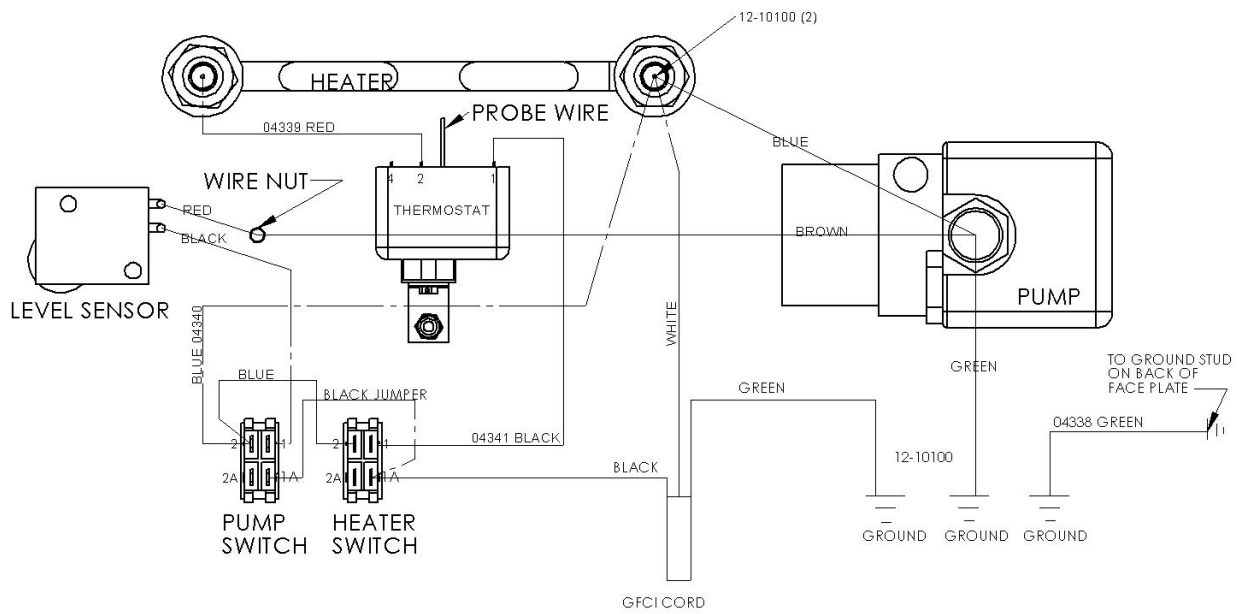 12-10100 (2)
HEATER
PROBE WIRE
04339 RED
BLUE
4
2
1
WIRE NUT
THERMOSTAT
RED
BLACK
BROWN
LEVEL SENSOR
PUMP
BLUE 04340
WHITE
BLUE
BLACK JUMPER
GREEN
GREEN
TO GROUND STUD
ON BACK OF
FACE PLATE
04338 GREEN
2
1
2
1
04341 BLACK
2A
1A
2A
1A
BLACK
12-10100
PUMP
SWITCH
HEATER
SWITCH
GROUND
GROUND
GROUND
GFCI CORD